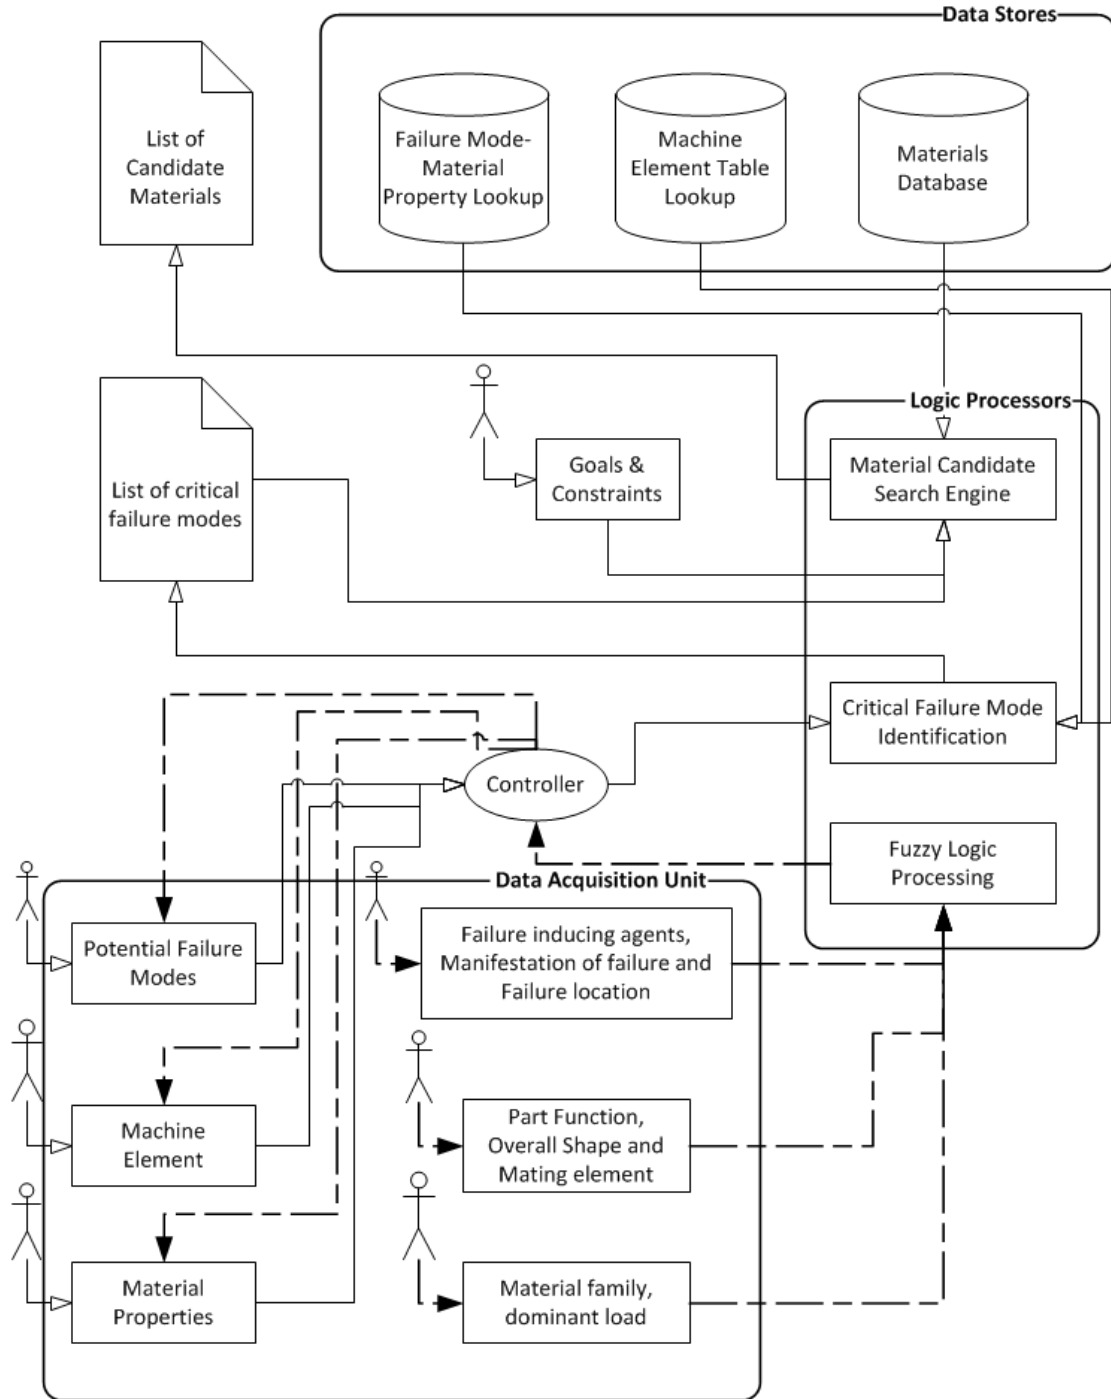 Data Stores
List of
Candidate
Materials
Failure Mode-
Material
Property Lookup
Machine
Element Table
Lookup
Materials
Database
Logic Processors
List of critical
failure modes
Goals &
Constraints
Material Candidate
Search Engine
Critical Failure Mode
Identification
Controller
Fuzzy Logic
Processing
Data Acquisition Unit
Potential Failure
Modes
Failure inducing agents,
Manifestation of failure and
Failure location
Machine
Element
Part Function,
Overall Shape and
Mating element
Material
Properties
Material family,
dominant load